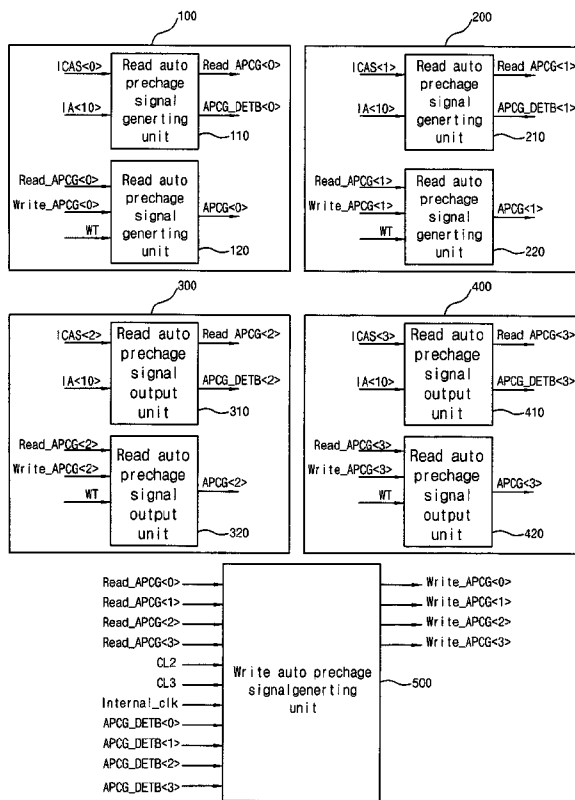 100
ICAS<0>
Read auto
prechage
signal
generting
unit
Read_APCG<0>
IA<10>
APCG_DETB<0>
110
Read_APCG<0>
Write_APCG<0>
WT
Read auto
prechage
signal
generting
unit
APCG<0>
120
200
ICAS<1>
Read auto
prechage
signal
generting
unit
Read APCG<1>
IA<10>
APCG_DETB<1>
210
Read_APCG<1>
Write_APCG<1>
WT
Read auto
prechage
signal
generting
unit
APCG<1>
220
300
ICAS<2>
Read auto
prechage
signal
output
unit
Read_APCG<2>
IA<10>
APCG_DETB<2>
310
Read_APCG<2>
Write_APCG<2>
WT
Read auto
prechage
signal
output
unit
APCG<2>
320
400
ICAS<3>
Read auto
prechage
signal
output
unit
Read APCG<3>
IA<10>
APCG_DETB<3>
410
Read_APCG<3>
Write_APCG<3>
WT
Read auto
prechage
signal
output
unit
APCG<3>
420
Read_APCG<0>
Read_APCG<1>
Read_APCG<2>
Read_APCG<3>
CL2
CL3
Internal_clk
APCG_DETB<0>
APCG_DETB<1>
APCG_DETB<2>
APCG_DETB<3>
Write auto prechage
signalgenerting
unit
Write_APCG<0>
Write_APCG<1>
Write_APCG<2>
Write_APCG<3>
500